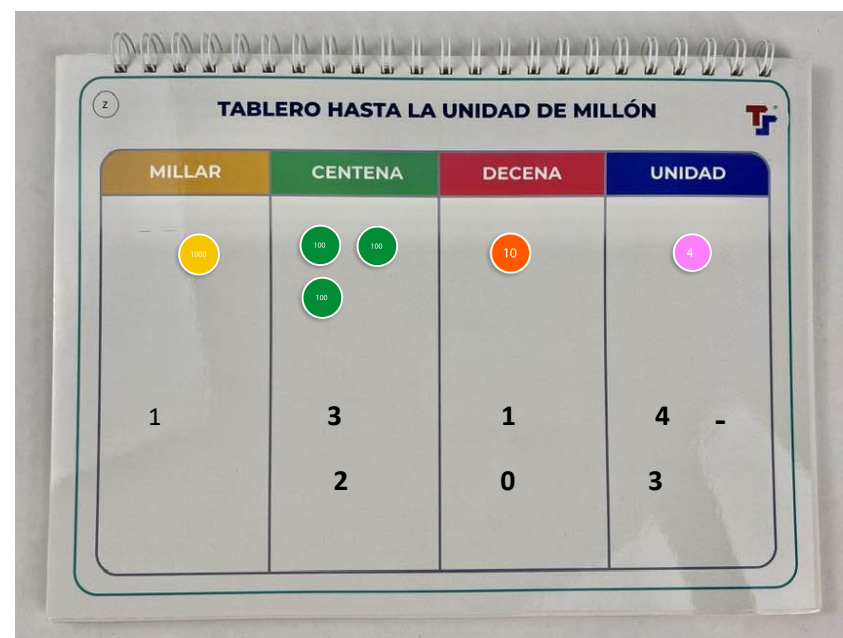 Z
TABLERO HASTA LA UNIDAD DE MILLÓN
TS
MILLAR CENTENA DECENA UNIDAD
1000 100 100 10 4
100
1 3 1 4 -
2 0 3